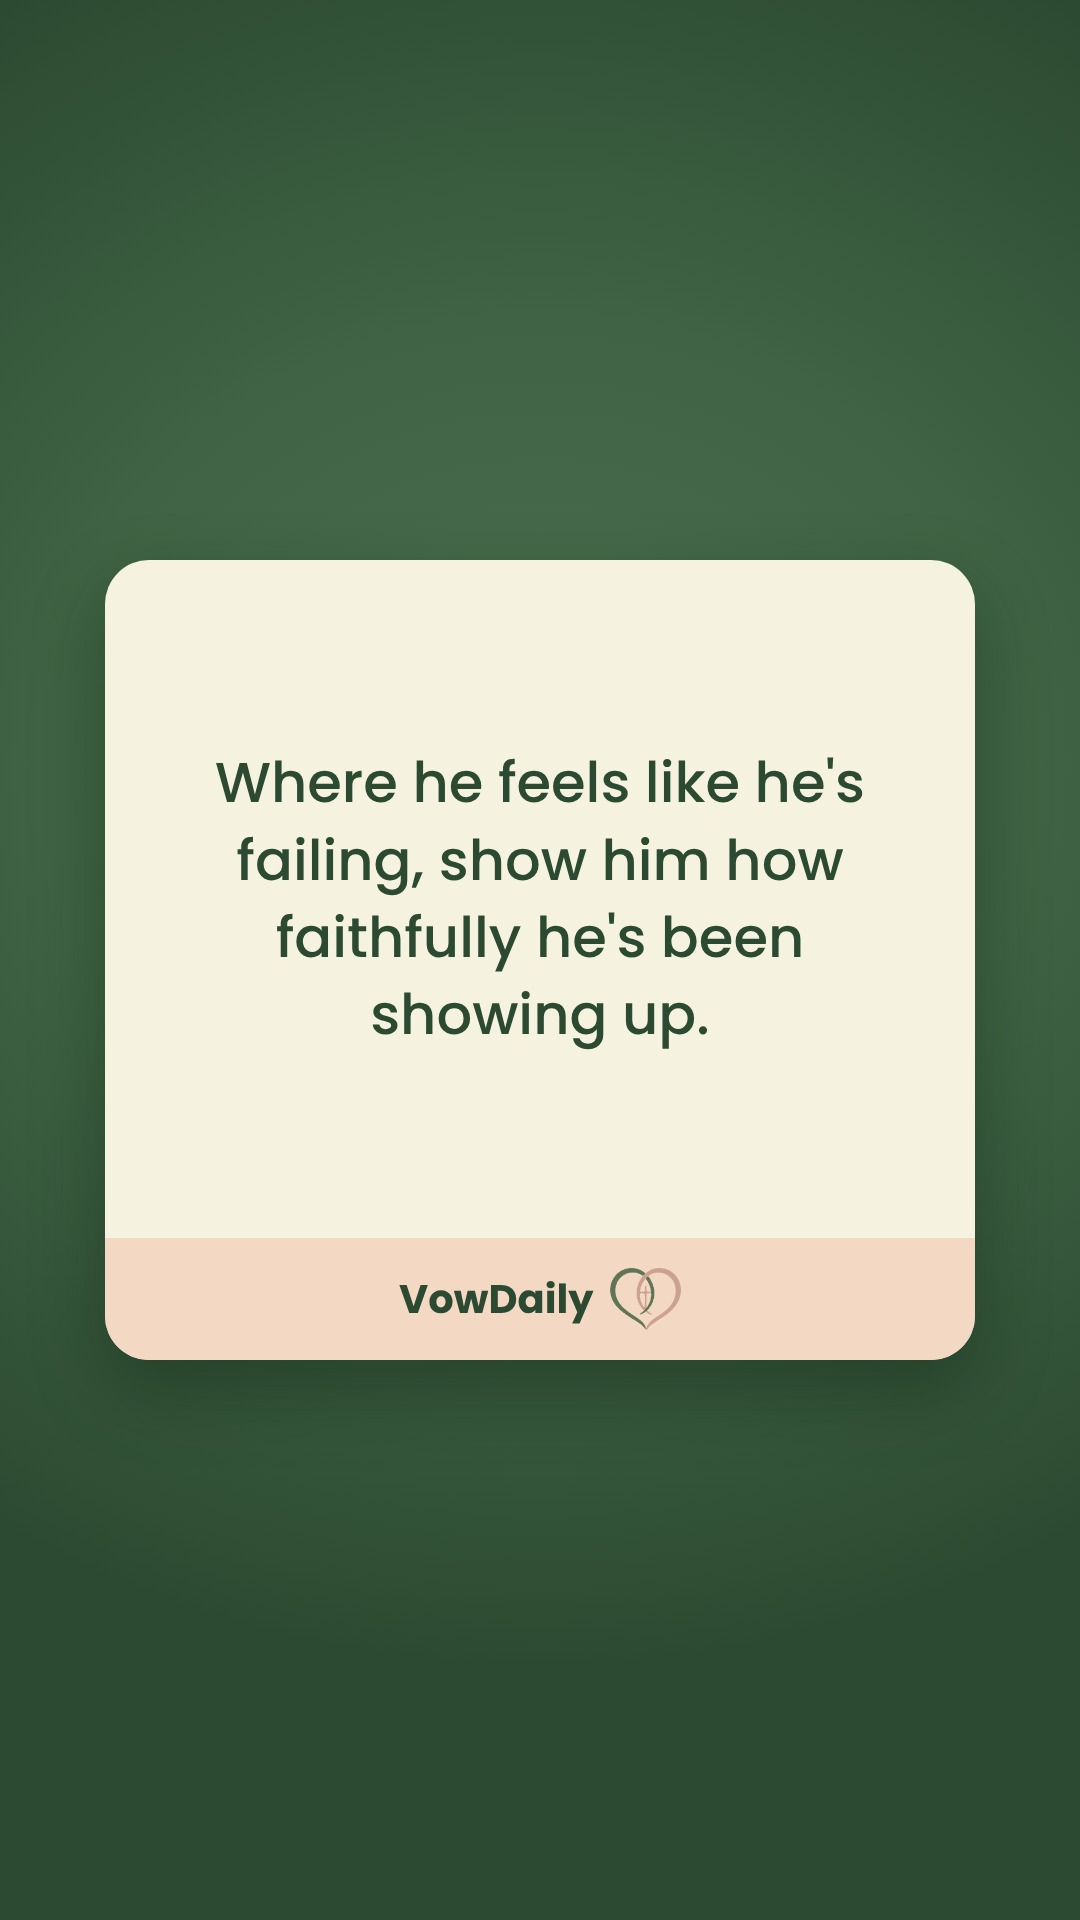 Where he feels like he's
failing, show him how
faithfully he's been
showing up.
VowDaily